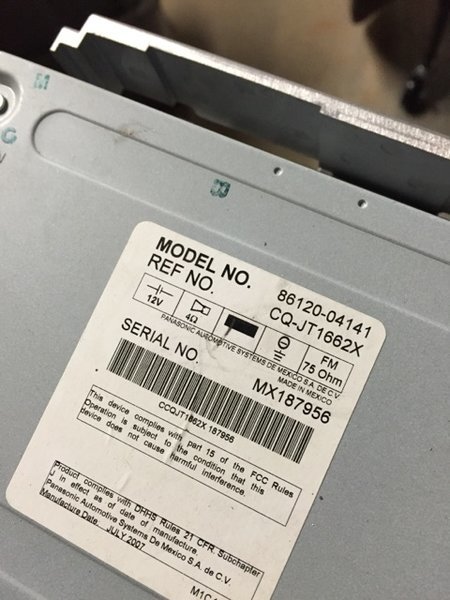 MODEL NO. 86120-04141
REF NO. CQ-JT1662X
12V 4Ω FM 75 Ohm
PANASONIC AUTOMOTIVE SYSTEMS DE MEXICO S.A. DE C.V.
MADE IN MEXICO
SERIAL NO MX187956
CCQJT1662X 187956
This device complies with part 15 of the FCC Rules
Operation is subject to the condition that this
device does not cause harmful interference.
Product complies with DHHS Rules 21 CFR, Subchapter
J in effect as of date of manufacture.
Panasonic Automotive Systems De Mexico S.A. de C.V.
Manufacture Date JULY 2007